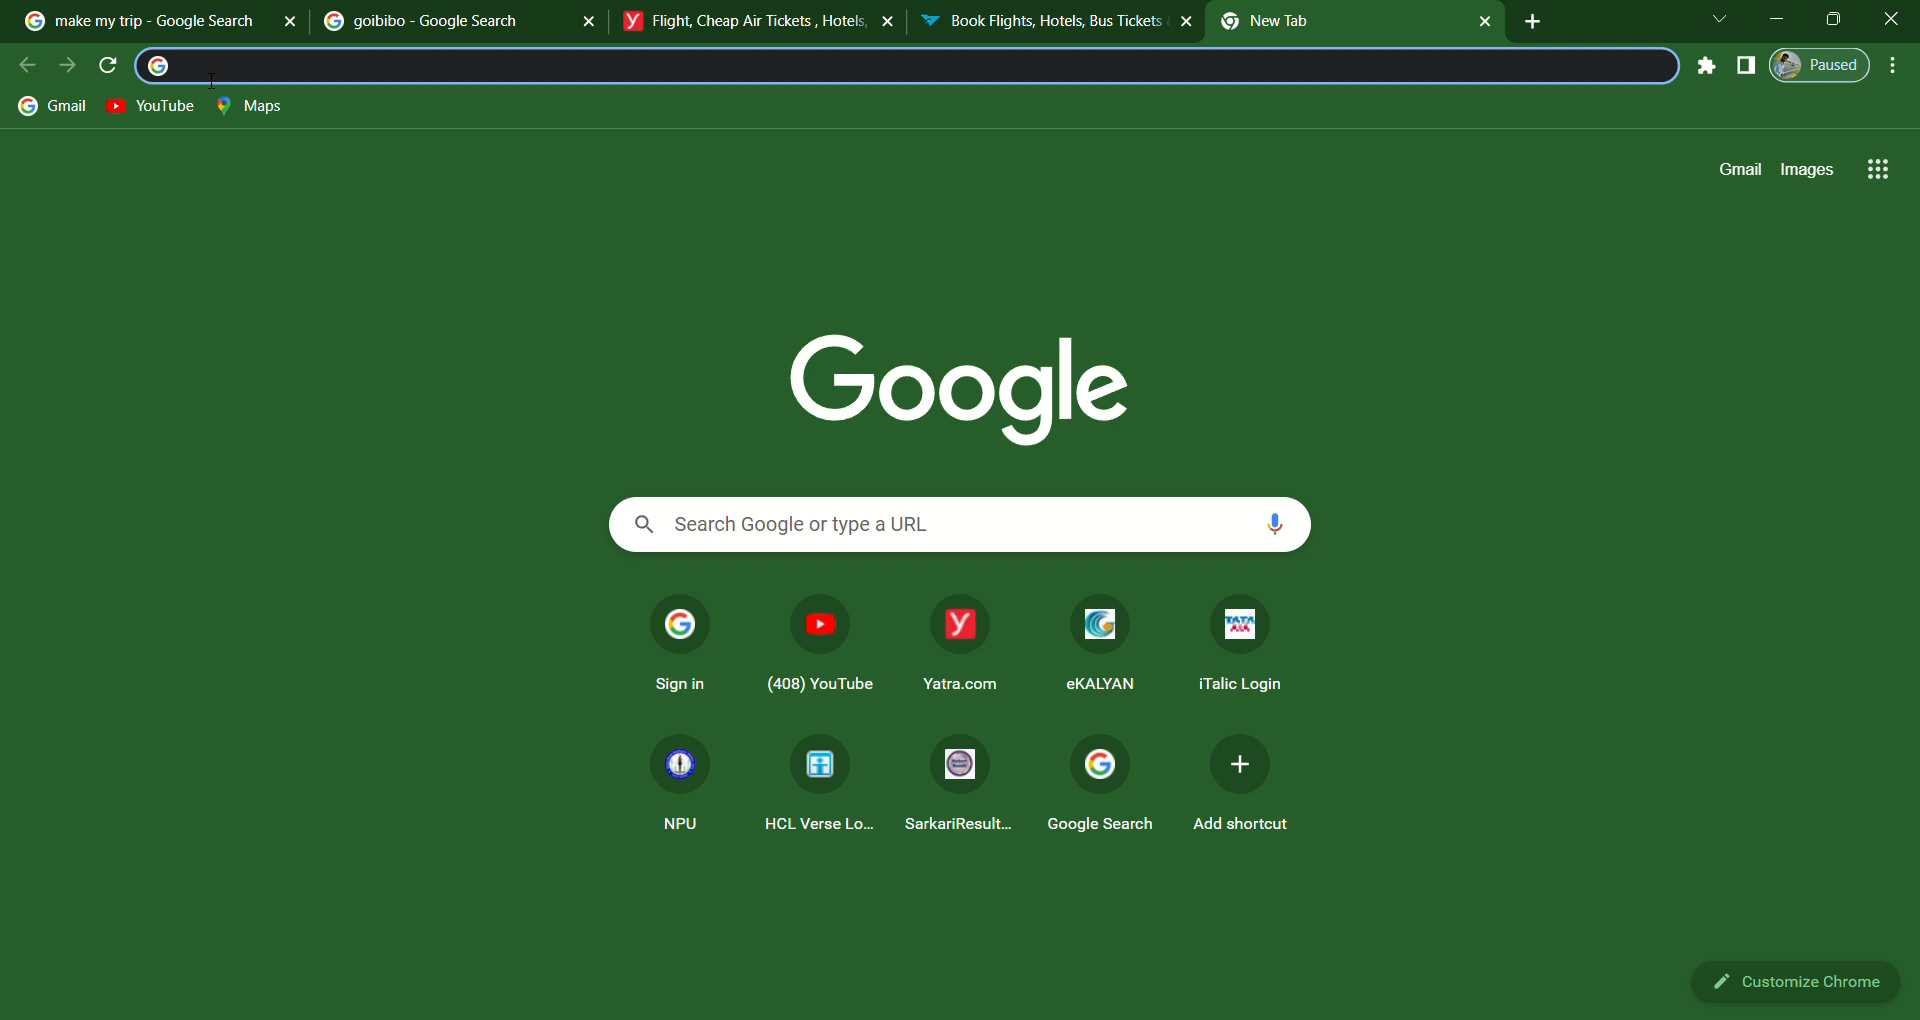 make my trip - Google Search
goibibo - Google Search
Flight, Cheap Air Tickets , Hotels,
Book Flights, Hotels, Bus Tickets
New Tab
Paused
Gmail
YouTube
Maps
Gmail
Images
Google
Search Google or type a URL
Sign in
(408) YouTube
Yatra.com
eKALYAN
TATA AIA
iTalic Login
NPU
HCL Verse Lo...
SarkariResult...
Google Search
Add shortcut
Customize Chrome